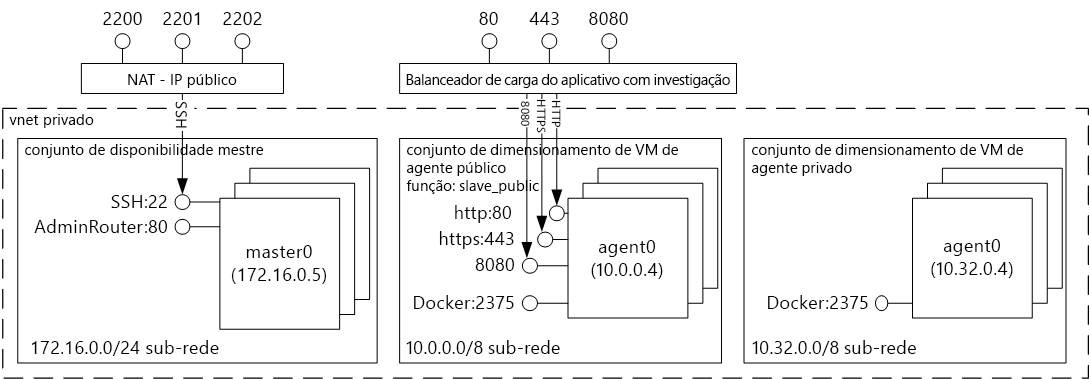 2200 2201 2202
NAT - IP público
80 443 8080
Balanceador de carga do aplicativo com investigação
SSH
8080
HTTPS
HTTP
vnet privado
conjunto de disponibilidade mestre
SSH:22
AdminRouter:80
master0
(172.16.0.5)
172.16.0.0/24 sub-rede
conjunto de dimensionamento de VM de
agente público
função: slave_public
http:80
https:443
8080
Docker:2375
agent0
(10.0.0.4)
10.0.0.0/8 sub-rede
conjunto de dimensionamento de VM de
agente privado
agent0
(10.32.0.4)
Docker:2375
10.32.0.0/8 sub-rede